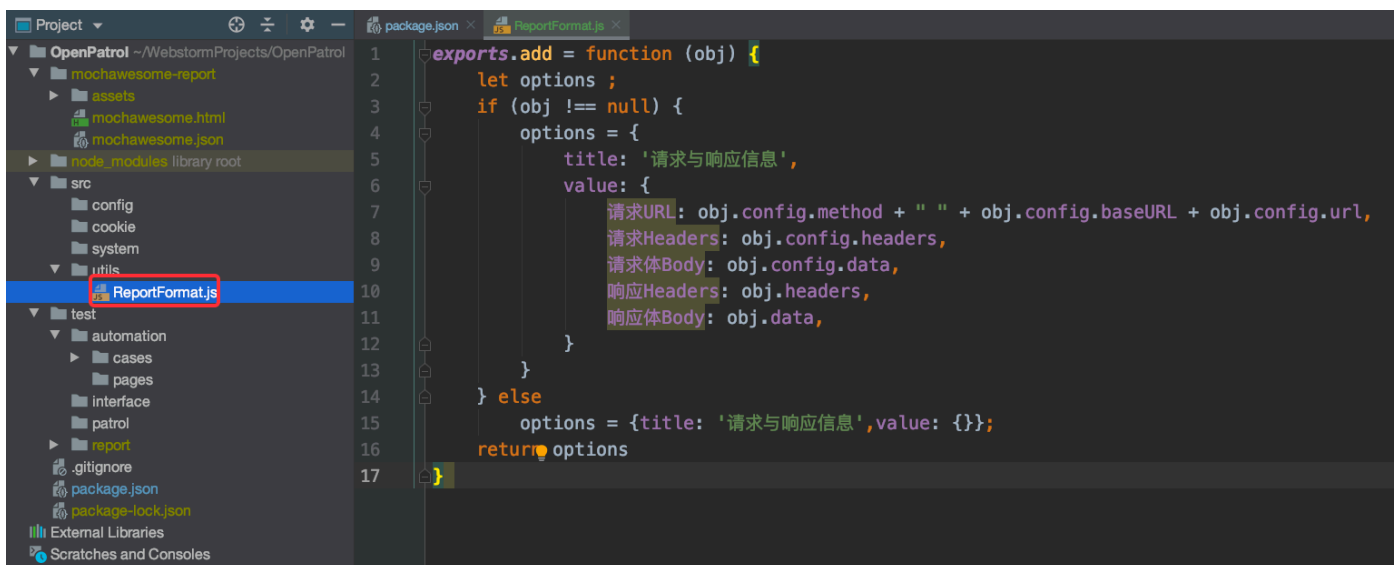 Project
OpenPatrol ~/WebstormProjects/OpenPatrol
mochawesome-report
assets
mochawesome.html
mochawesome.json
node_modules library root
src
config
cookie
system
utils
ReportFormat.js
test
automation
cases
pages
interface
patrol
report
.gitignore
package.json
package-lock.json
External Libraries
Scratches and Consoles
package.json ReportFormat.js
1 exports.add = function (obj) {
2 let options ;
3 if (obj !== null) {
4 options = {
5 title: '请求与响应信息',
6 value: {
7 请求URL: obj.config.method + " " + obj.config.baseURL + obj.config.url,
8 请求Headers: obj.config.headers,
9 请求体Body: obj.config.data,
10 响应Headers: obj.headers,
11 响应体Body: obj.data,
12 }
13 }
14 } else
15 options = {title: '请求与响应信息',value: {}};
16 return options
17 }